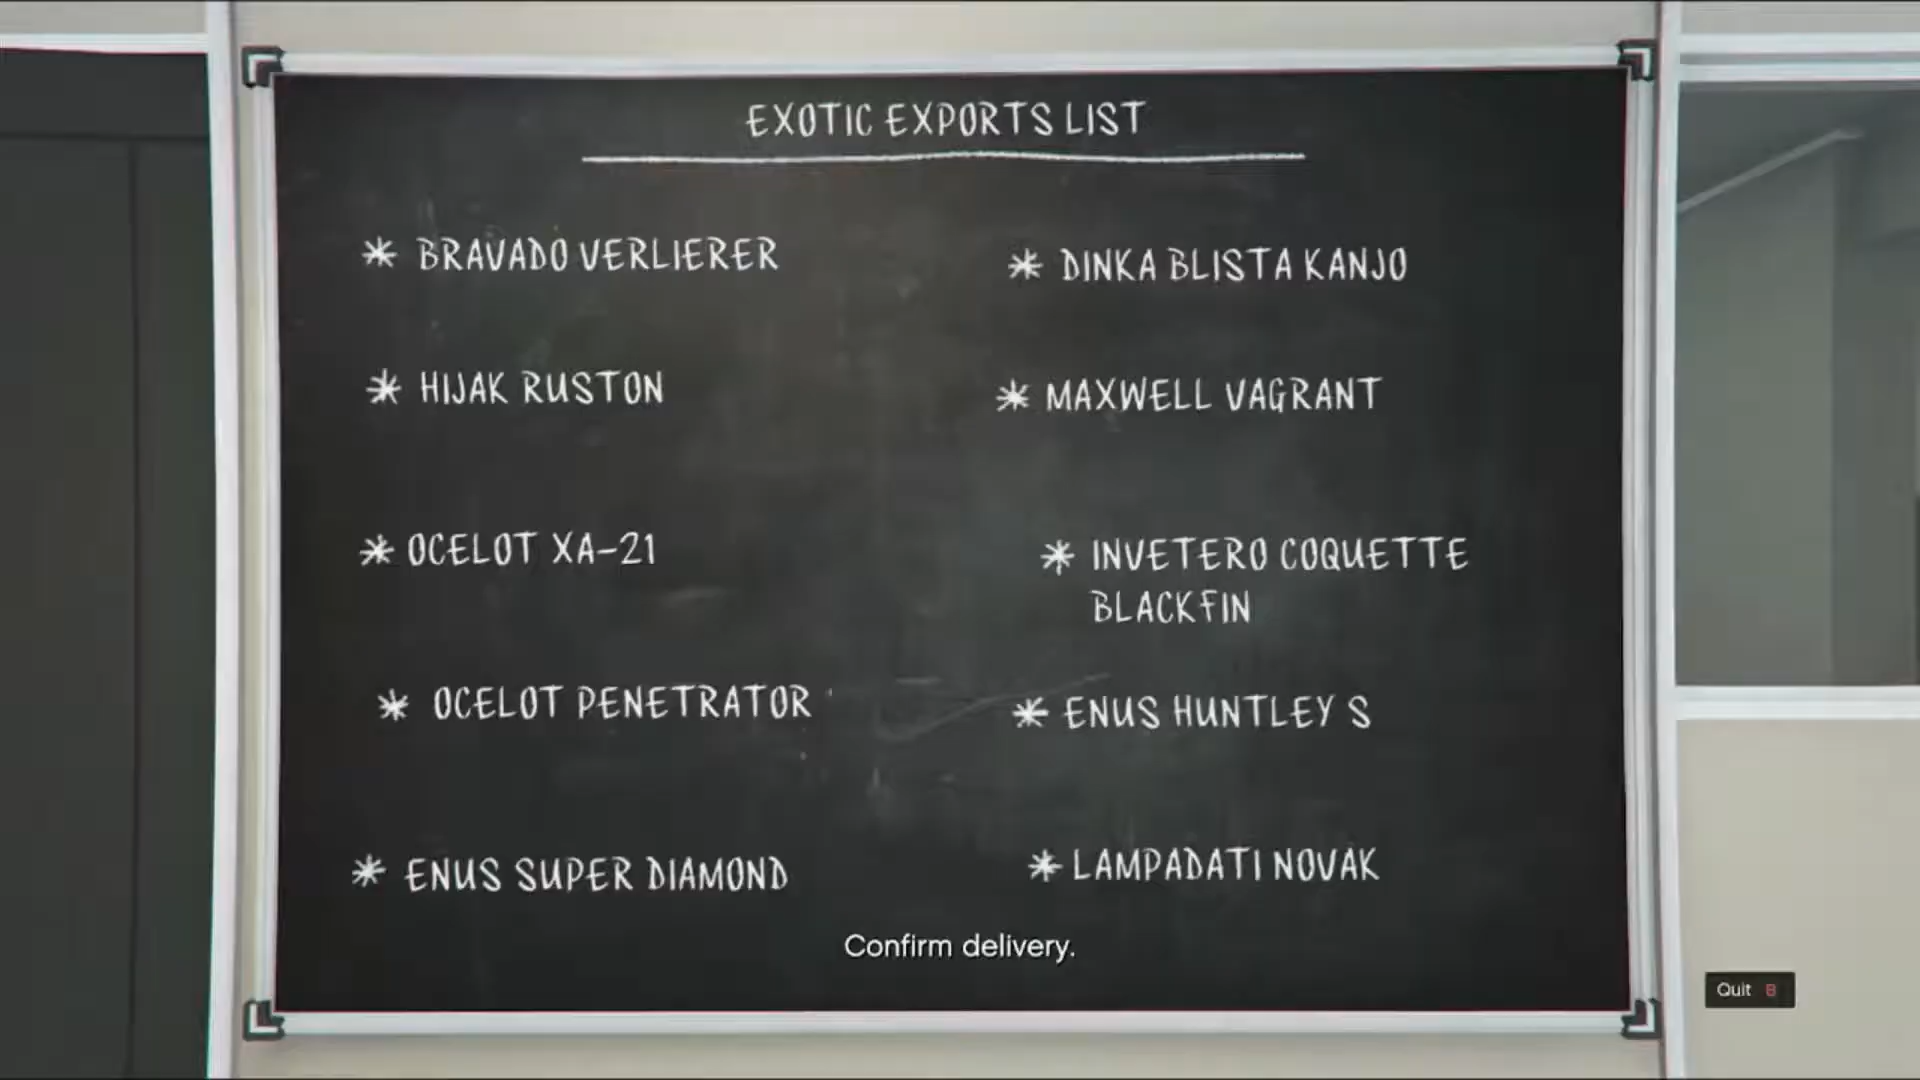 EXOTIC EXPORTS LIST
* BRAVADO VERLIERER
* HIJAK RUSTON
* OCELOT XA-21
* OCELOT PENETRATOR
* ENUS SUPER DIAMOND
* DINKA BLISTA KANJO
* MAXWELL VAGRANT
* INVETERO COQUETTE
BLACKFIN
* ENUS HUNTLEY S
* LAMPADATI NOVAK
Confirm delivery.
Quit B